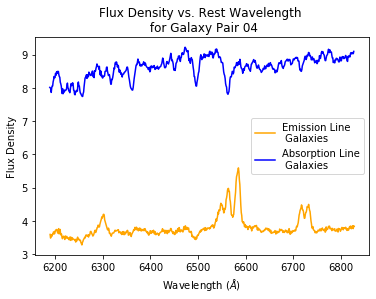 Flux Density vs. Rest Wavelength
for Galaxy Pair 04
Flux Density
9
8
7
6
5
4
3
Emission Line
Galaxies
Absorption Line
Galaxies
6200 6300 6400 6500 6600 6700 6800
Wavelength (Å)